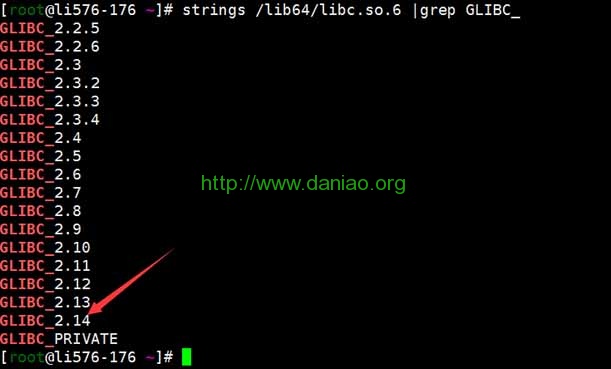 [root@li576-176 ~]# strings /lib64/libc.so.6 |grep GLIBC_
GLIBC_2.2.5
GLIBC_2.2.6
GLIBC_2.3
GLIBC_2.3.2
GLIBC_2.3.3
GLIBC_2.3.4
GLIBC_2.4
GLIBC_2.5
GLIBC_2.6
GLIBC_2.7
http://www.daniao.org
GLIBC_2.8
GLIBC_2.9
GLIBC_2.10
GLIBC_2.11
GLIBC_2.12
GLIBC_2.13
GLIBC_2.14
GLIBC_PRIVATE
[root@li576-176 ~]#